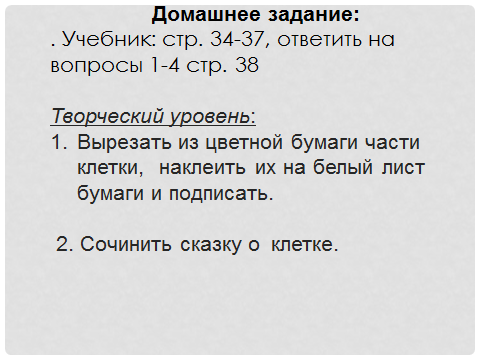 Домашнее задание:
. Учебник: стр. 34-37, ответить на
вопросы 1-4 стр. 38
Творческий уровень:
1. Вырезать из цветной бумаги части
клетки, наклеить их на белый лист
бумаги и подписать.
2. Сочинить сказку о клетке.